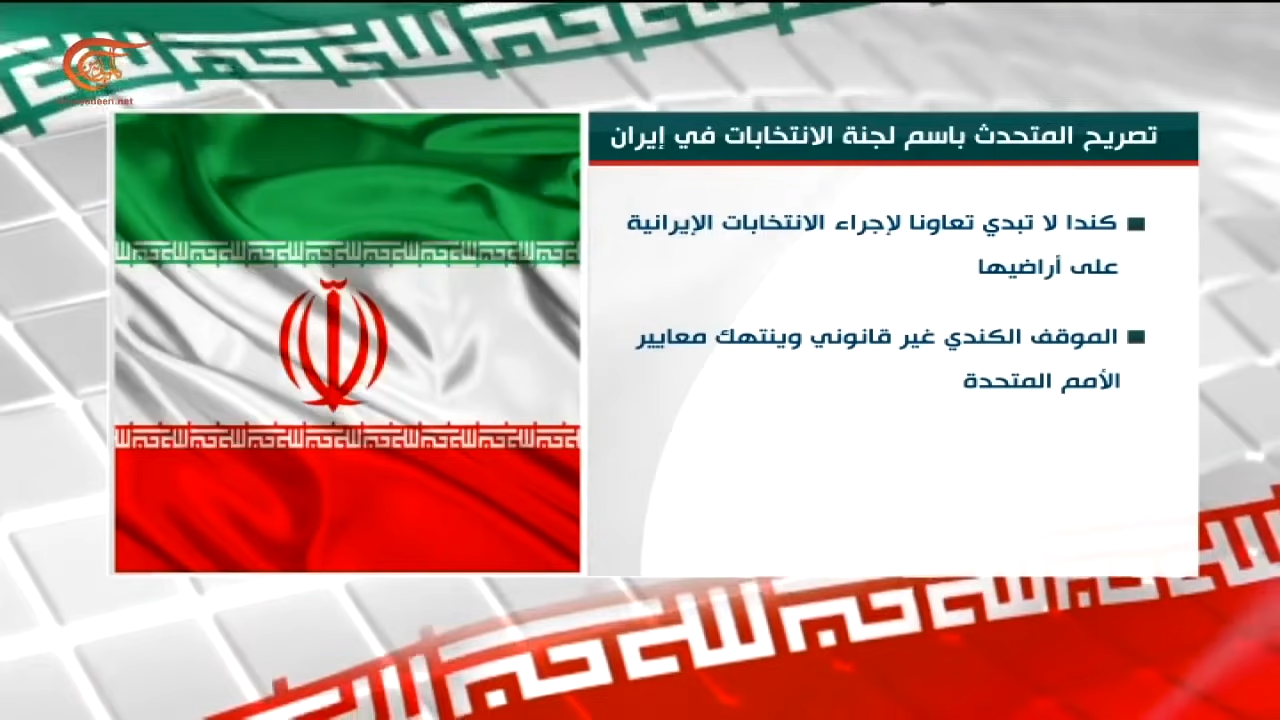 تصريح المتحدث باسم لجنة الانتخابات في إيران
كندا لا تبدي تعاونا لإجراء الانتخابات الإيرانية
على أراضيها
الموقف الكندي غير قانوني وينتهك معايير
الأمم المتحدة